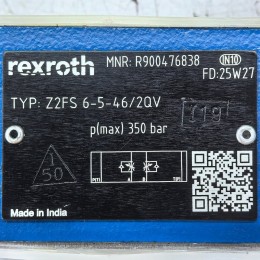 rexroth
MNR: R900476838 IN10
FD:25W27
TYP: Z2FS 6-5-46/2QV
p(max) 350 bar
1
50
Made in India